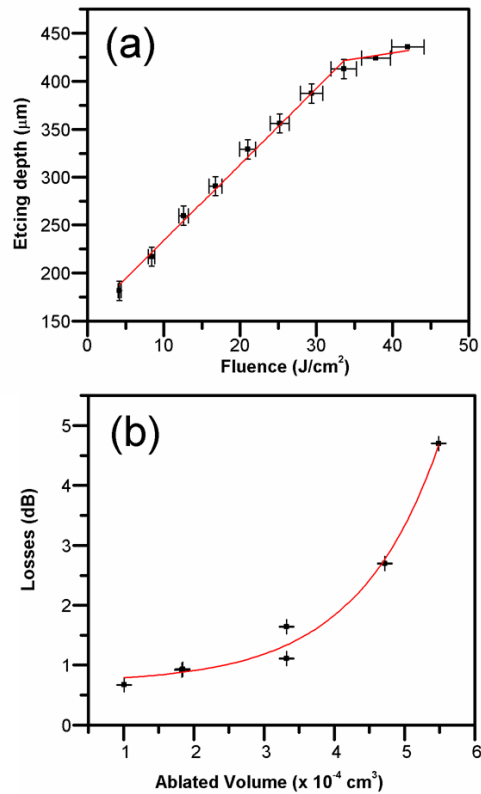 (a)
Etcing depth (μm)
450
400
350
300
250
200
150
0 10 20 30 40 50
Fluence (J/cm²)
(b)
Losses (dB)
5
4
3
2
1
0
1 2 3 4 5 6
Ablated Volume (x 10⁻⁴ cm³)